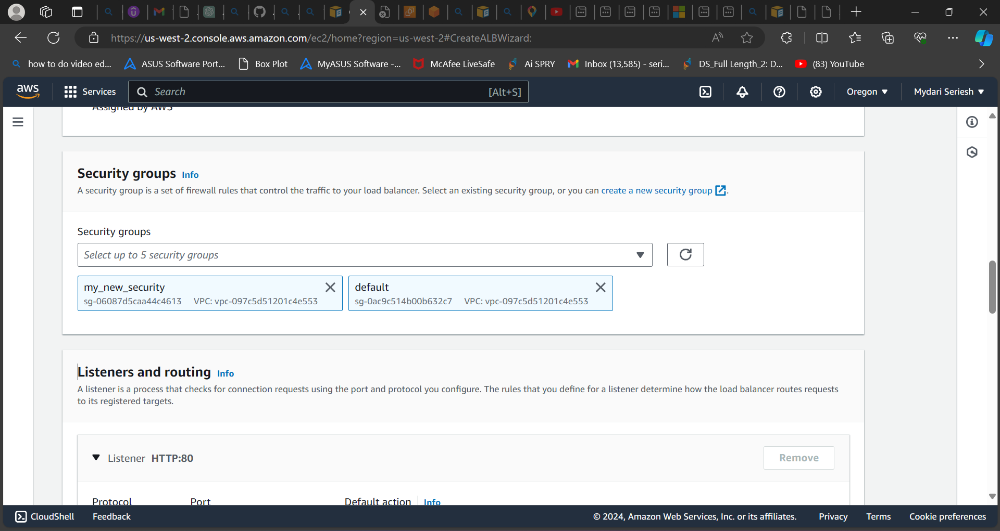 https://us-west-2.console.aws.amazon.com/ec2/home?region=us-west-2#CreateALBWizard:
how to do video ed... ASUS Software Port... Box Plot MyASUS Software -... McAfee LiveSafe Ai SPRY Inbox (13,585) - seri... DS_Full Length_2: D... (83) YouTube
aws Services Search [Alt+S] Oregon Mydari Seriesh
Assigned by AWS
Security groups Info
A security group is a set of firewall rules that control the traffic to your load balancer. Select an existing security group, or you can create a new security group.
Security groups
Select up to 5 security groups
my_new_security
sg-06087d5caa44c4613 VPC: vpc-097c5d51201c4e553
default
sg-0ac9c514b00b632c7 VPC: vpc-097c5d51201c4e553
Listeners and routing Info
A listener is a process that checks for connection requests using the port and protocol you configure. The rules that you define for a listener determine how the load balancer routes requests
to its registered targets.
Listener HTTP:80 Remove
Protocol Port Default action Info
CloudShell Feedback © 2024, Amazon Web Services, Inc. or its affiliates. Privacy Terms Cookie preferences